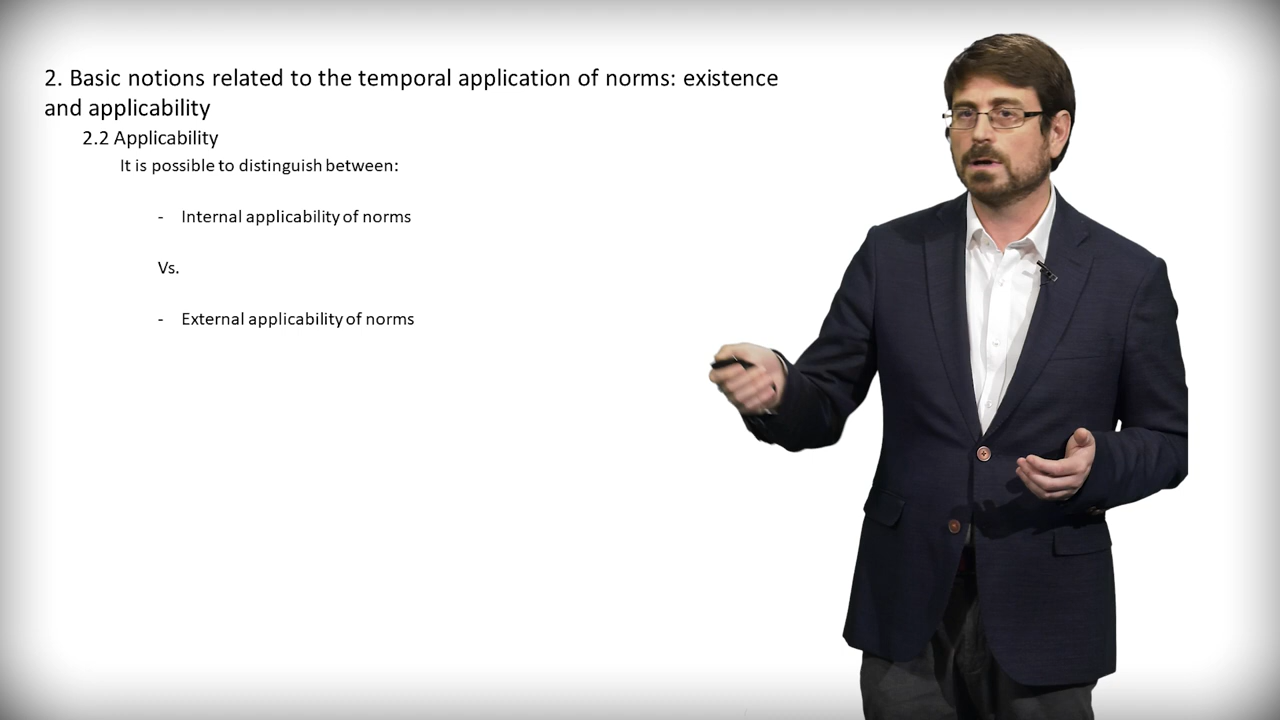 2. Basic notions related to the temporal application of norms: existence
and applicability
2.2 Applicability
It is possible to distinguish between:
- Internal applicability of norms
Vs.
- External applicability of norms